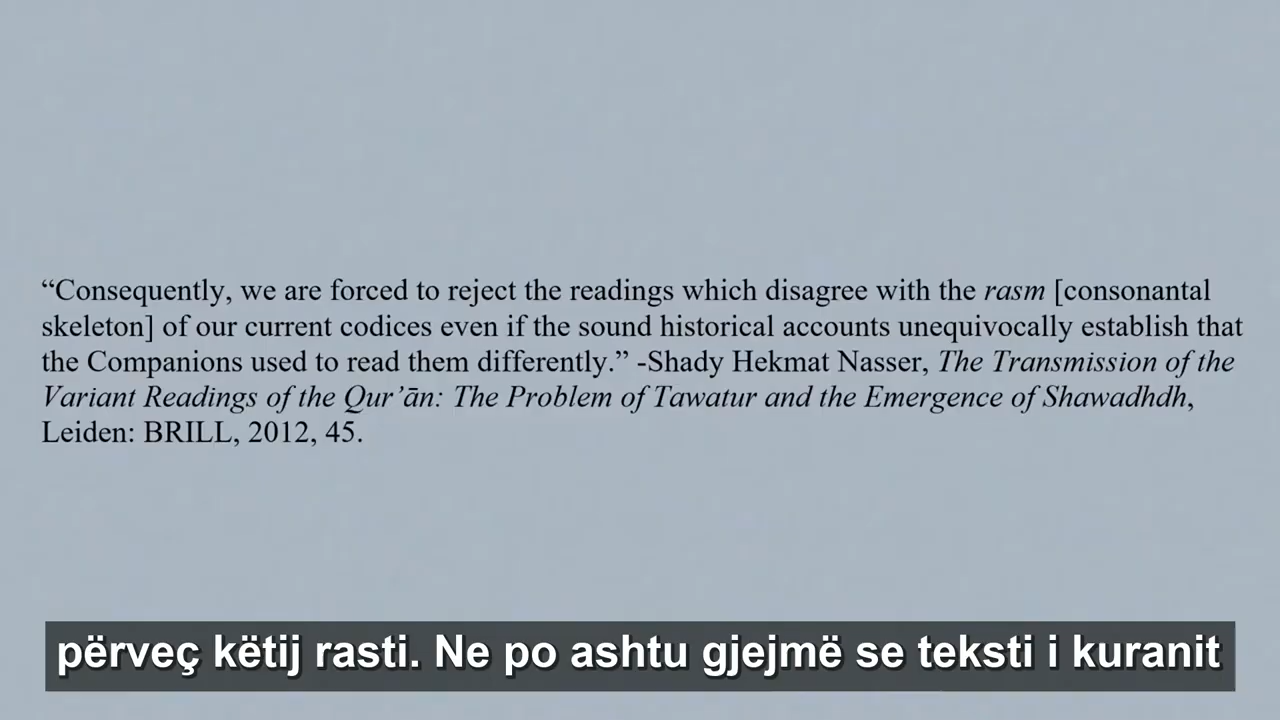 “Consequently, we are forced to reject the readings which disagree with the rasm [consonantal
skeleton] of our current codices even if the sound historical accounts unequivocally establish that
the Companions used to read them differently.” -Shady Hekmat Nasser, The Transmission of the
Variant Readings of the Qur’ān: The Problem of Tawatur and the Emergence of Shawadhdh,
Leiden: BRILL, 2012, 45.
përveç këtij rasti. Ne po ashtu gjejmë se teksti i kuranit